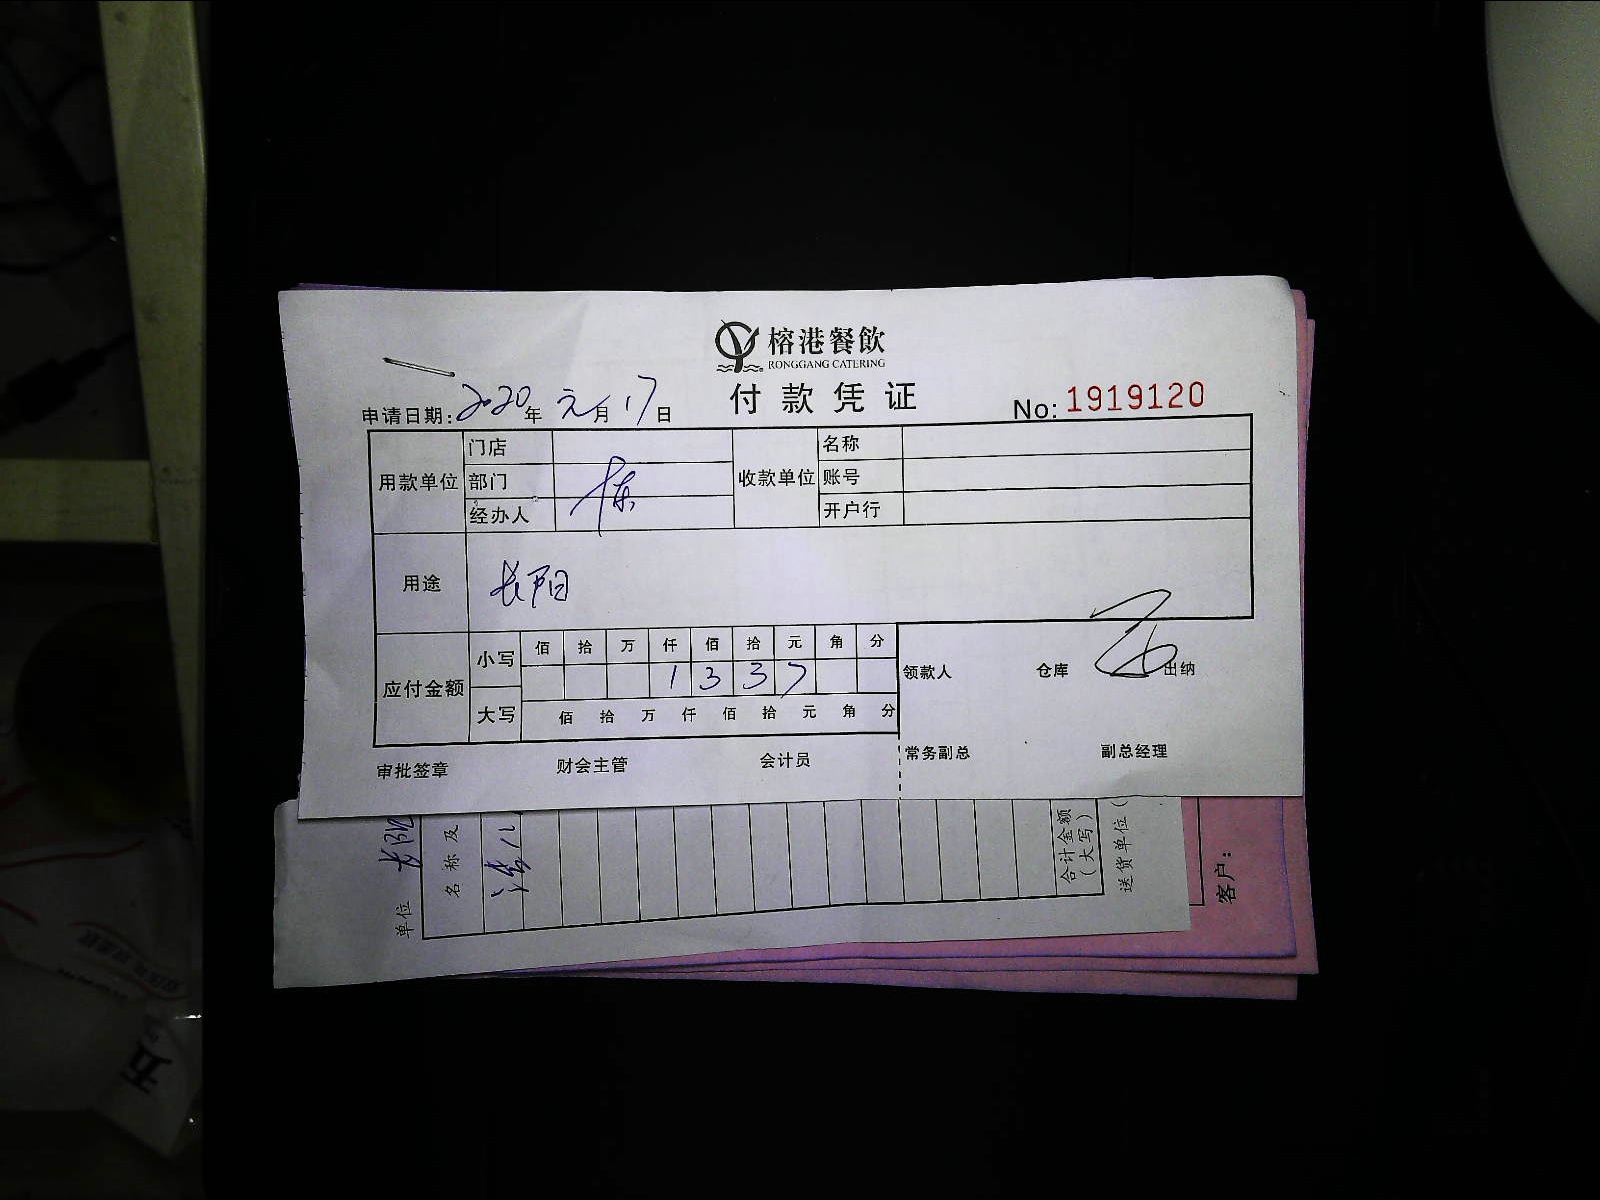 榕港餐飲
RONGGANG CATERING
付款凭证
申请日期: 2020年元月17日
No: 1919120
用款单位 门店 收款单位 名称
部门 栋 账号
经办人 开户行
用途 长阳
应付金额 小写 佰 拾 万 仟 佰 拾 元 角 分
1 3 3 7
大写 佰 拾 万 仟 佰 拾 元 角 分
领款人 仓库 出纳
审批签章 财会主管 会计员 常务副总 副总经理
单位 长阳
名称及
合计金额
(大写)
送货单位(
客户:
五